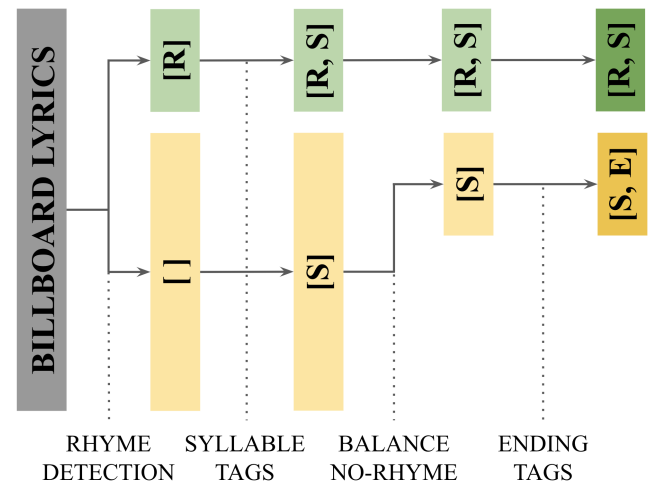 BILLBOARD LYRICS
[R]
[R, S]
[R, S]
[R, S]
[ ]
[S]
[S]
[S, E]
RHYME
DETECTION
SYLLABLE
TAGS
BALANCE
NO-RHYME
ENDING
TAGS